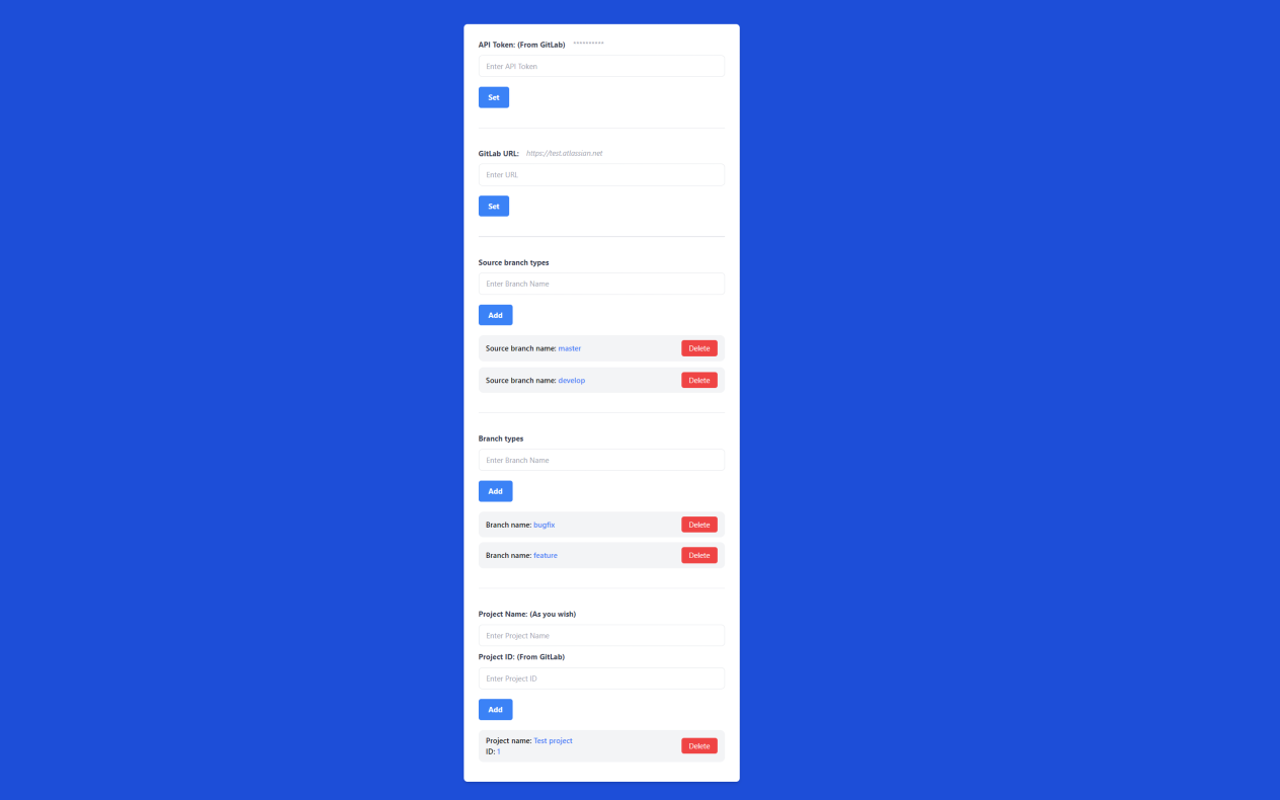 API Token: (From GitLab) **********
Enter API Token
Set
GitLab URL: https://test.atlassian.net
Enter URL
Set
Source branch types
Enter Branch Name
Add
Source branch name: master Delete
Source branch name: develop Delete
Branch types
Enter Branch Name
Add
Branch name: bugfix Delete
Branch name: feature Delete
Project Name: (As you wish)
Enter Project Name
Project ID: (From GitLab)
Enter Project ID
Add
Project name: Test project
ID: 1
Delete